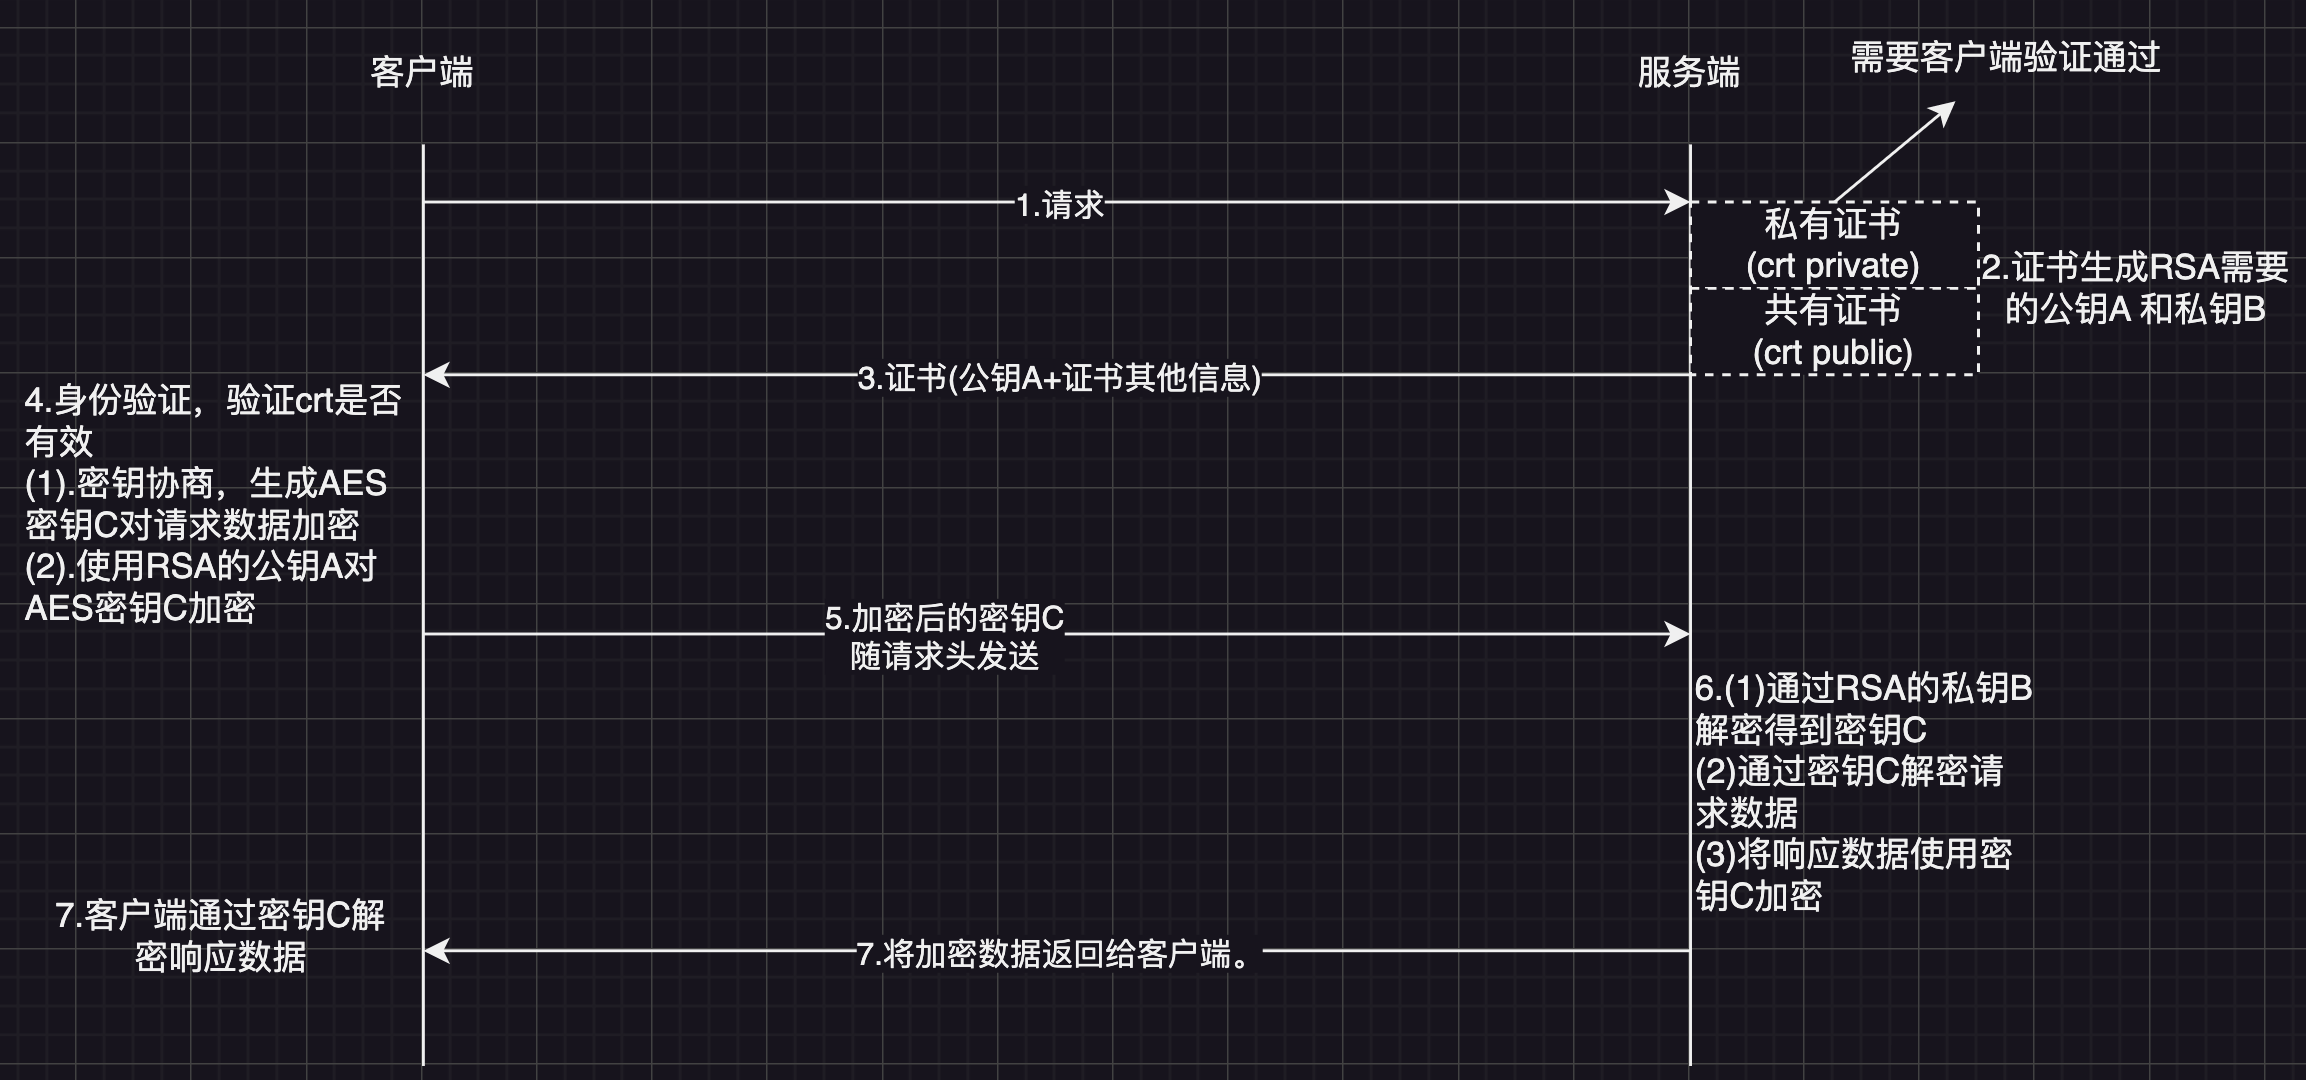 客户端
服务端
需要客户端验证通过
1.请求
私有证书
(crt private)
共有证书
(crt public)
2.证书生成RSA需要
的公钥A 和私钥B
3.证书(公钥A+证书其他信息)
4.身份验证，验证crt是否
有效
(1).密钥协商，生成AES
密钥C对请求数据加密
(2).使用RSA的公钥A对
AES密钥C加密
5.加密后的密钥C
随请求头发送
6.(1)通过RSA的私钥B
解密得到密钥C
(2)通过密钥C解密请
求数据
(3)将响应数据使用密
钥C加密
7.将加密数据返回给客户端。
7.客户端通过密钥C解
密响应数据